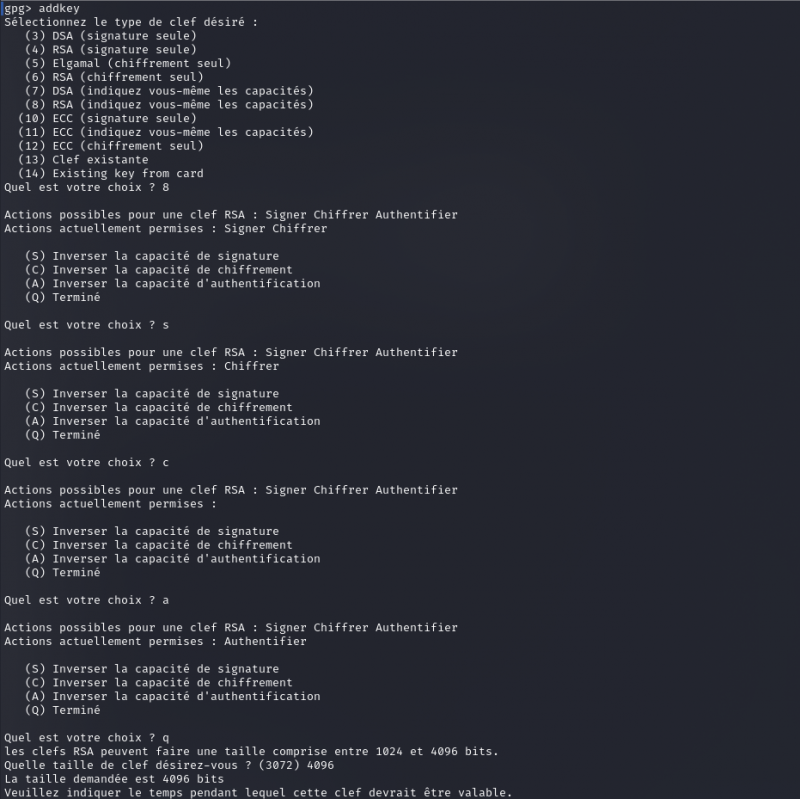 gpg> addkey
Sélectionnez le type de clef désiré :
   (3) DSA (signature seule)
   (4) RSA (signature seule)
   (5) Elgamal (chiffrement seul)
   (6) RSA (chiffrement seul)
   (7) DSA (indiquez vous-même les capacités)
   (8) RSA (indiquez vous-même les capacités)
  (10) ECC (signature seule)
  (11) ECC (indiquez vous-même les capacités)
  (12) ECC (chiffrement seul)
  (13) Clef existante
  (14) Existing key from card
Quel est votre choix ? 8

Actions possibles pour une clef RSA : Signer Chiffrer Authentifier
Actions actuellement permises : Signer Chiffrer

   (S) Inverser la capacité de signature
   (C) Inverser la capacité de chiffrement
   (A) Inverser la capacité d'authentification
   (Q) Terminé

Quel est votre choix ? s

Actions possibles pour une clef RSA : Signer Chiffrer Authentifier
Actions actuellement permises : Chiffrer

   (S) Inverser la capacité de signature
   (C) Inverser la capacité de chiffrement
   (A) Inverser la capacité d'authentification
   (Q) Terminé

Quel est votre choix ? c

Actions possibles pour une clef RSA : Signer Chiffrer Authentifier
Actions actuellement permises :

   (S) Inverser la capacité de signature
   (C) Inverser la capacité de chiffrement
   (A) Inverser la capacité d'authentification
   (Q) Terminé

Quel est votre choix ? a

Actions possibles pour une clef RSA : Signer Chiffrer Authentifier
Actions actuellement permises : Authentifier

   (S) Inverser la capacité de signature
   (C) Inverser la capacité de chiffrement
   (A) Inverser la capacité d'authentification
   (Q) Terminé

Quel est votre choix ? q
les clefs RSA peuvent faire une taille comprise entre 1024 et 4096 bits.
Quelle taille de clef désirez-vous ? (3072) 4096
La taille demandée est 4096 bits
Veuillez indiquer le temps pendant lequel cette clef devrait être valable.